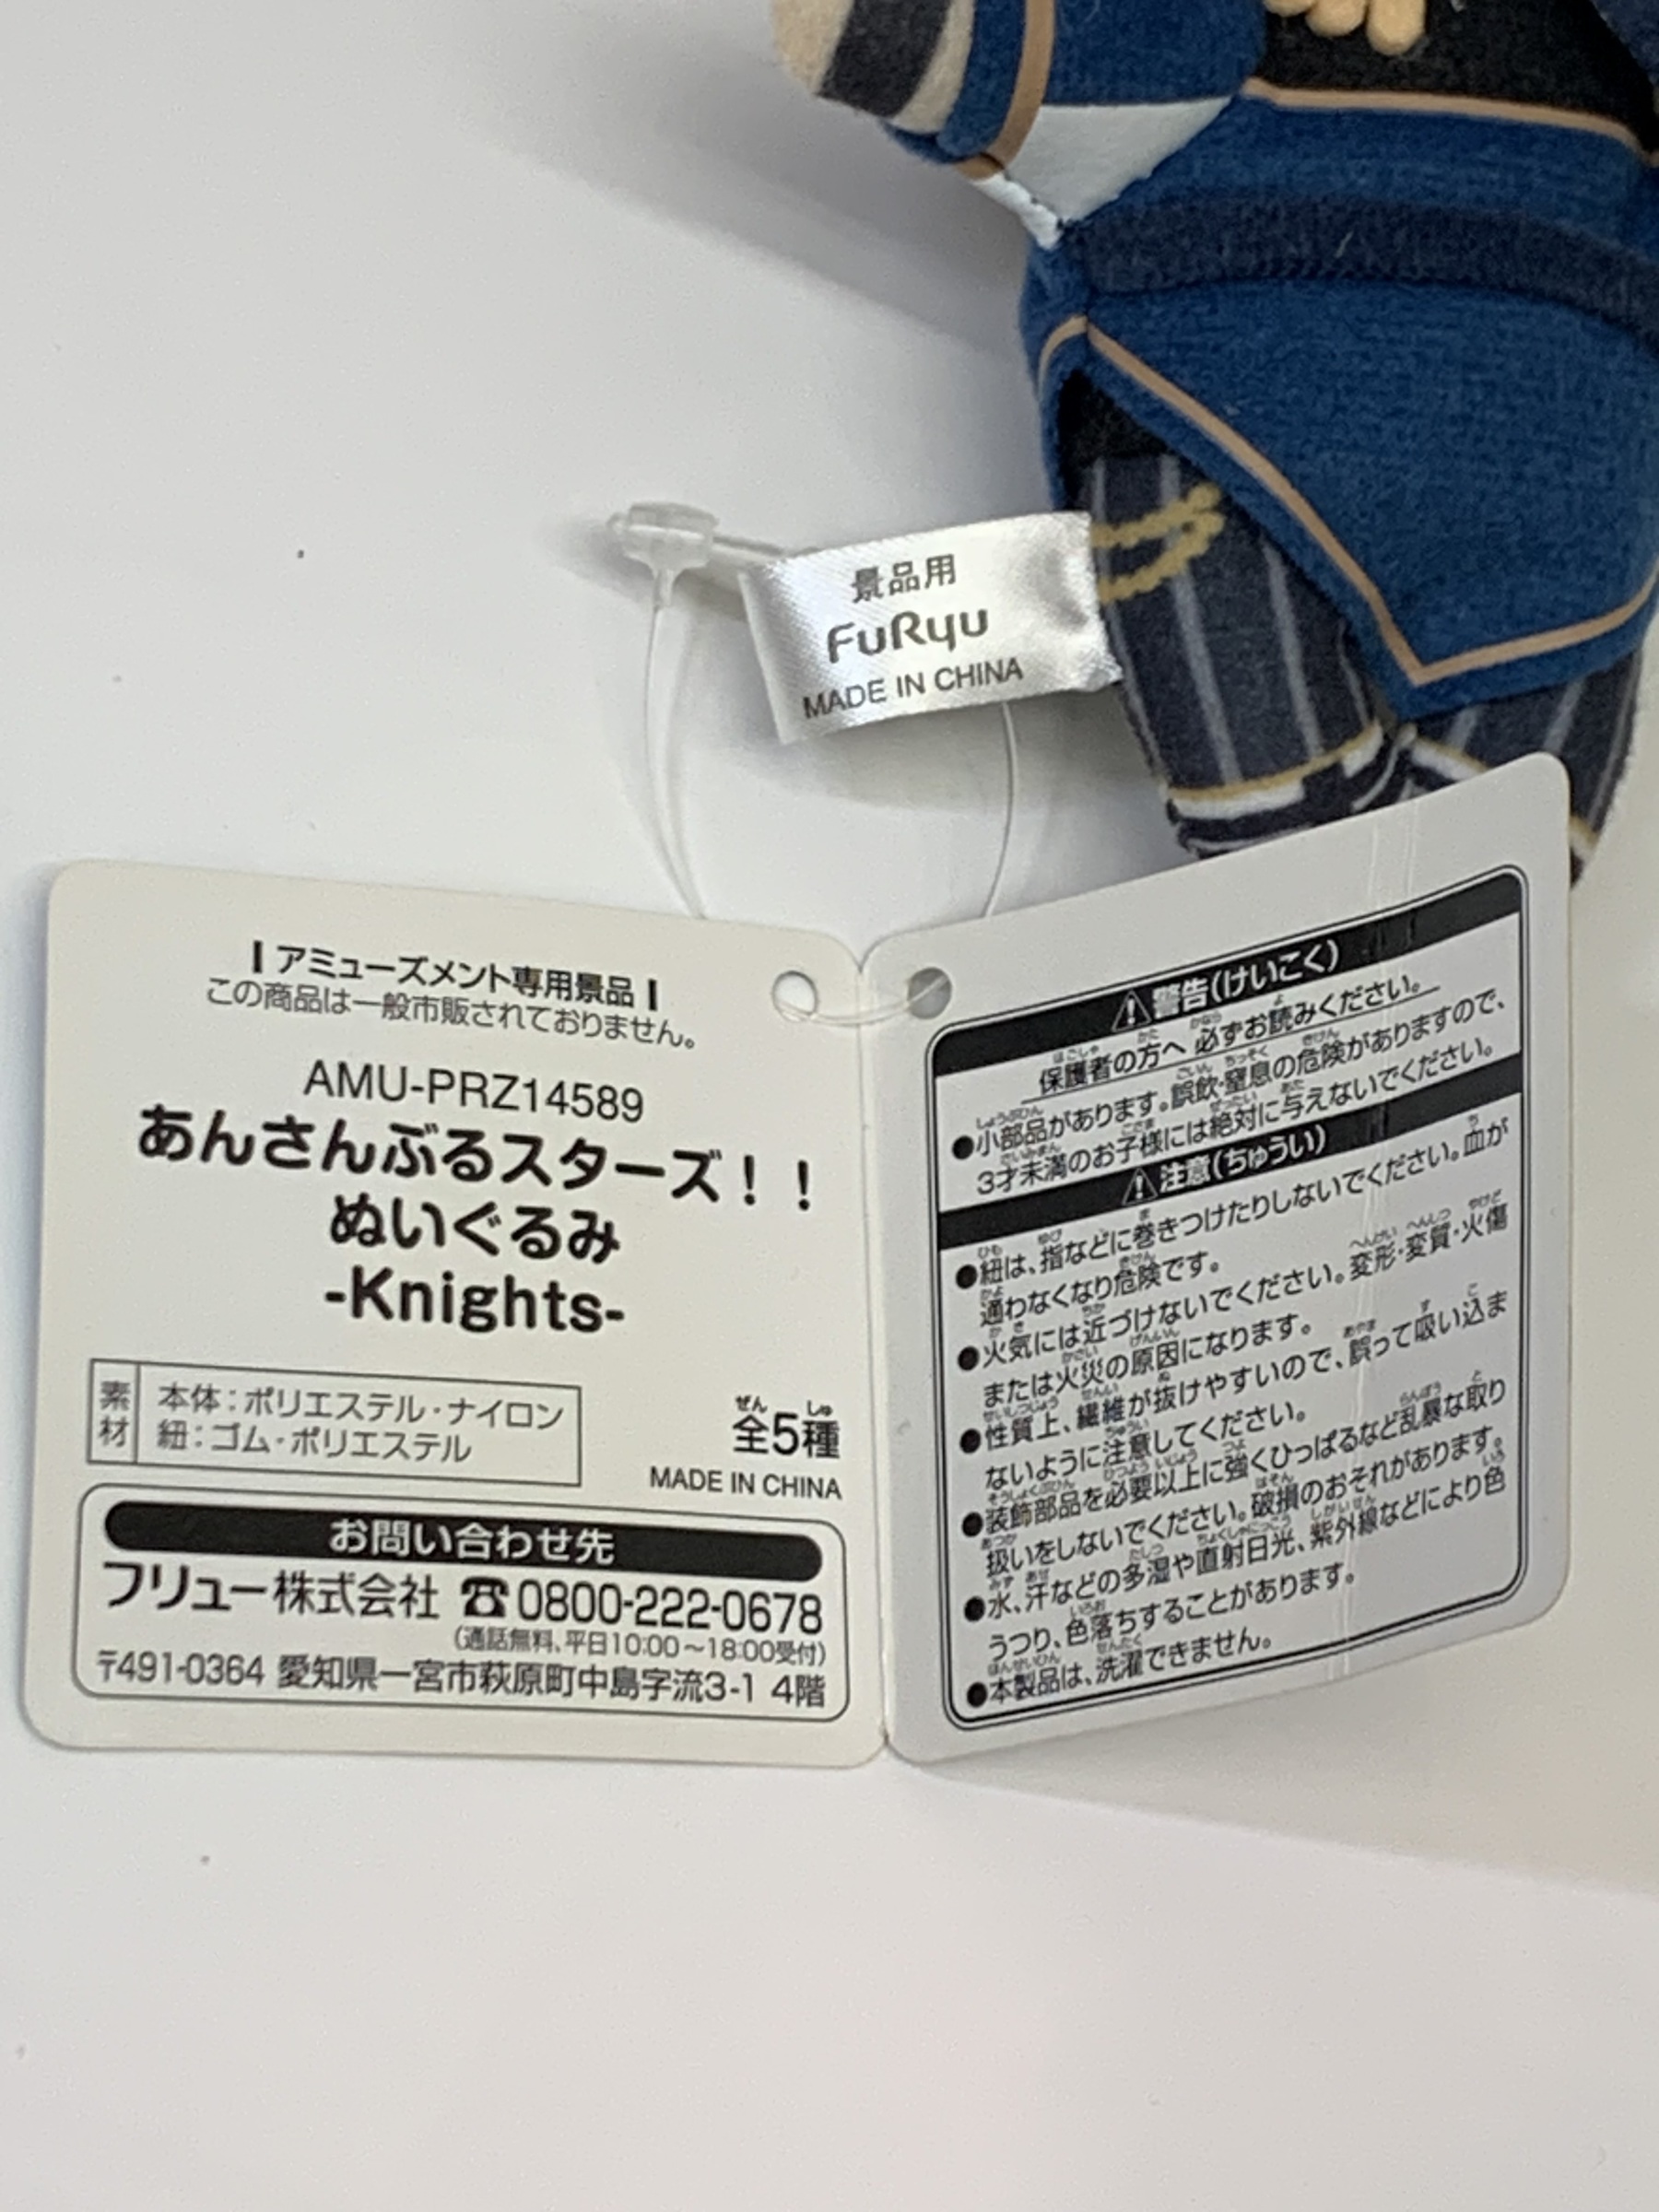 景品用
FuRyu
MADE IN CHINA
アミューズメント専用景品
この商品は一般市販されておりません。
AMU-PRZ14589
あんさんぶるスターズ！！
ぬいぐるみ
-Knights-
素材
本体：ポリエステル・ナイロン
紐：ゴム・ポリエステル
全5種
MADE IN CHINA
お問い合わせ先
フリュー株式会社 ☎0800-222-0678
(通話無料、平日10:00～18:00受付)
〒491-0364 愛知県一宮市萩原町中島字流3-1 4階
⚠警告(けいこく)
保護者の方へ 必ずお読みください。
●小部品があります。誤飲・窒息の危険がありますので、
3才未満のお子様には絶対に与えないでください。
⚠注意(ちゅうい)
●紐は、指などに巻きつけたりしないでください。血が
通わなくなり危険です。
●火気には近づけないでください。変形・変質・火傷
または火災の原因になります。
●性質上、繊維が抜けやすいので、誤って吸い込ま
ないように注意してください。
●装飾部品を必要以上に強くひっぱるなど乱暴な取り
扱いをしないでください。破損のおそれがあります。
●水、汗などの多湿や直射日光、紫外線などにより色
うつり、色落ちすることがあります。
●本製品は、洗濯できません。